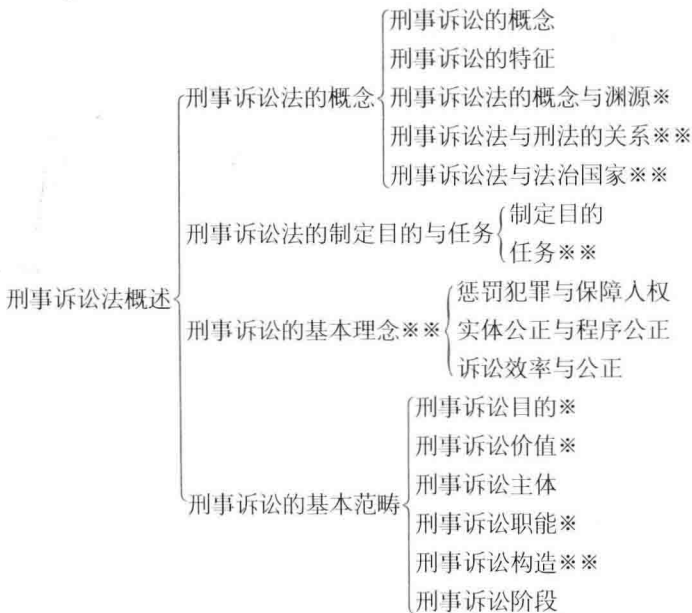 刑事诉讼法概述
刑事诉讼法的概念
刑事诉讼的概念
刑事诉讼的特征
刑事诉讼法的概念与渊源※
刑事诉讼法与刑法的关系※※
刑事诉讼法与法治国家※※
刑事诉讼法的制定目的与任务
制定目的
任务※※
刑事诉讼的基本理念※※
惩罚犯罪与保障人权
实体公正与程序公正
诉讼效率与公正
刑事诉讼的基本范畴
刑事诉讼目的※
刑事诉讼价值※
刑事诉讼主体
刑事诉讼职能※
刑事诉讼构造※※
刑事诉讼阶段